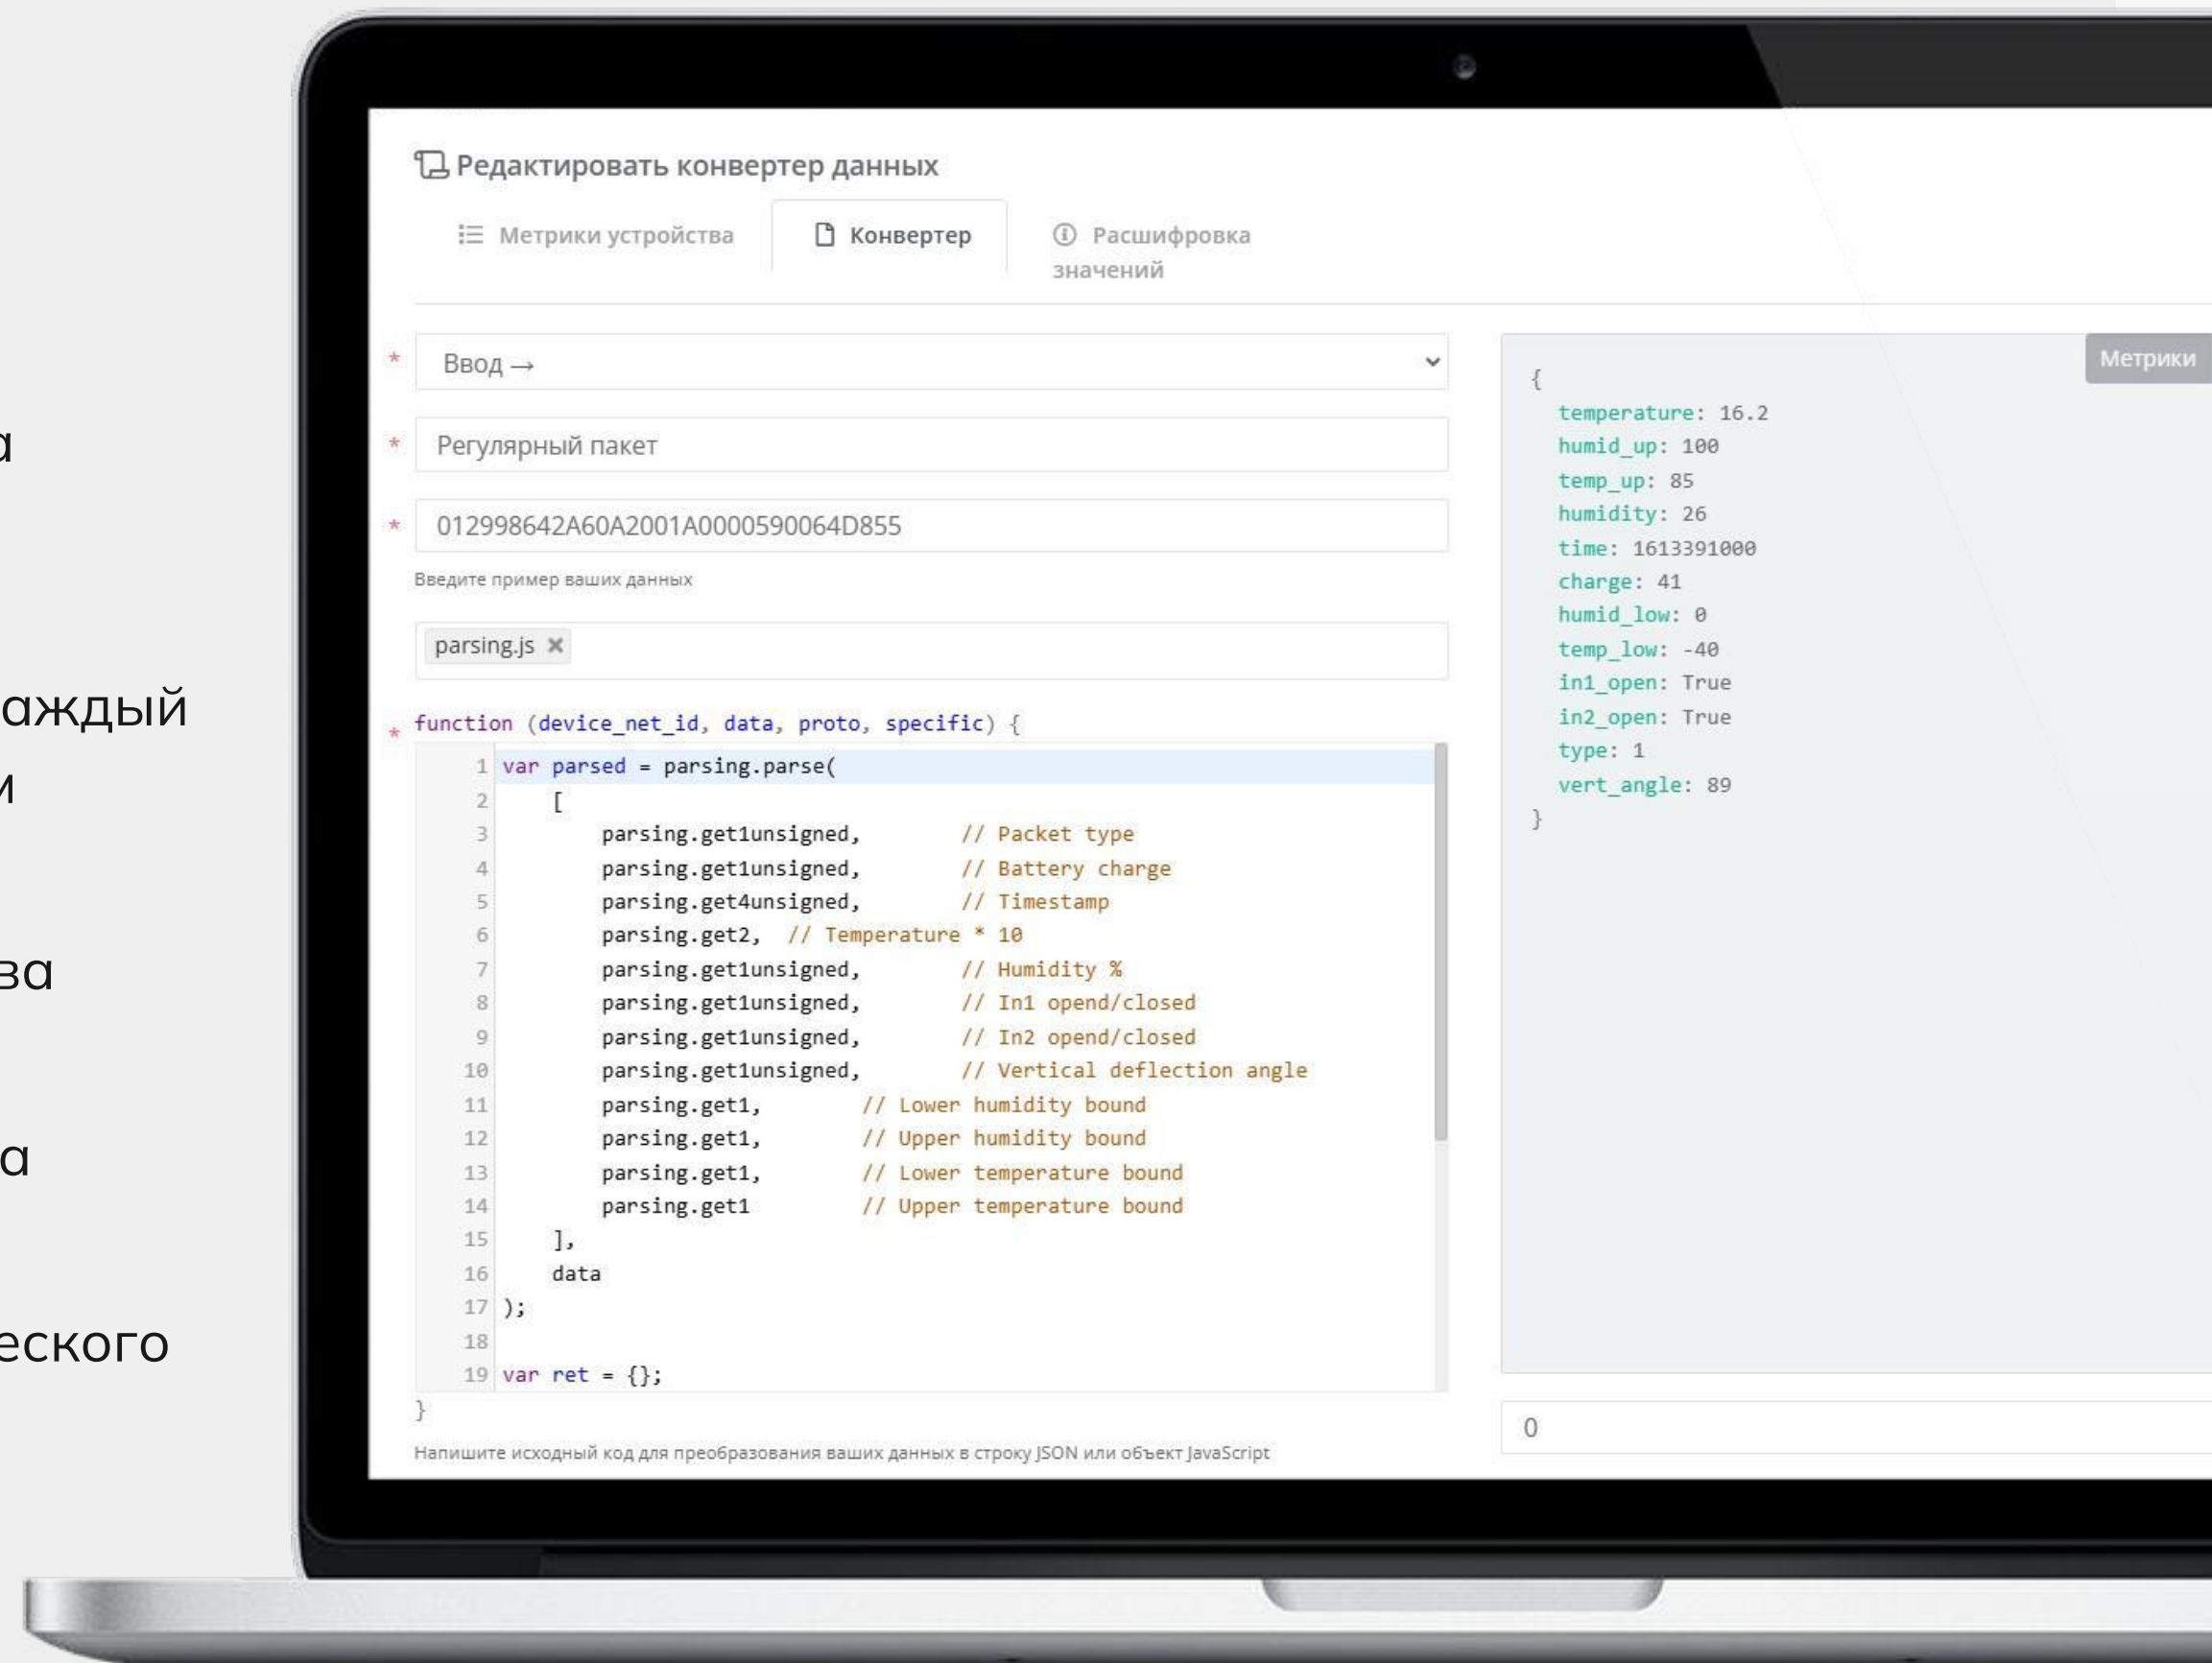 Редактировать конвертер данных
Метрики устройства
Конвертер
Расшифровка
значений
* Ввод →
* Регулярный пакет
* 012998642A60A2001A0000590064D855
Введите пример ваших данных
parsing.js ×
* function (device_net_id, data, proto, specific) {
1 var parsed = parsing.parse(
2 [
3 parsing.get1unsigned, // Packet type
4 parsing.get1unsigned, // Battery charge
5 parsing.get4unsigned, // Timestamp
6 parsing.get2, // Temperature * 10
7 parsing.get1unsigned, // Humidity %
8 parsing.get1unsigned, // In1 opend/closed
9 parsing.get1unsigned, // In2 opend/closed
10 parsing.get1unsigned, // Vertical deflection angle
11 parsing.get1, // Lower humidity bound
12 parsing.get1, // Upper humidity bound
13 parsing.get1, // Lower temperature bound
14 parsing.get1 // Upper temperature bound
15 ],
16 data
17 );
18
19 var ret = {};
}
Напишите исходный код для преобразования ваших данных в строку JSON или объект JavaScript
Метрики
{
temperature: 16.2
humid_up: 100
temp_up: 85
humidity: 26
time: 1613391000
charge: 41
humid_low: 0
temp_low: -40
in1_open: True
in2_open: True
type: 1
vert_angle: 89
}
0